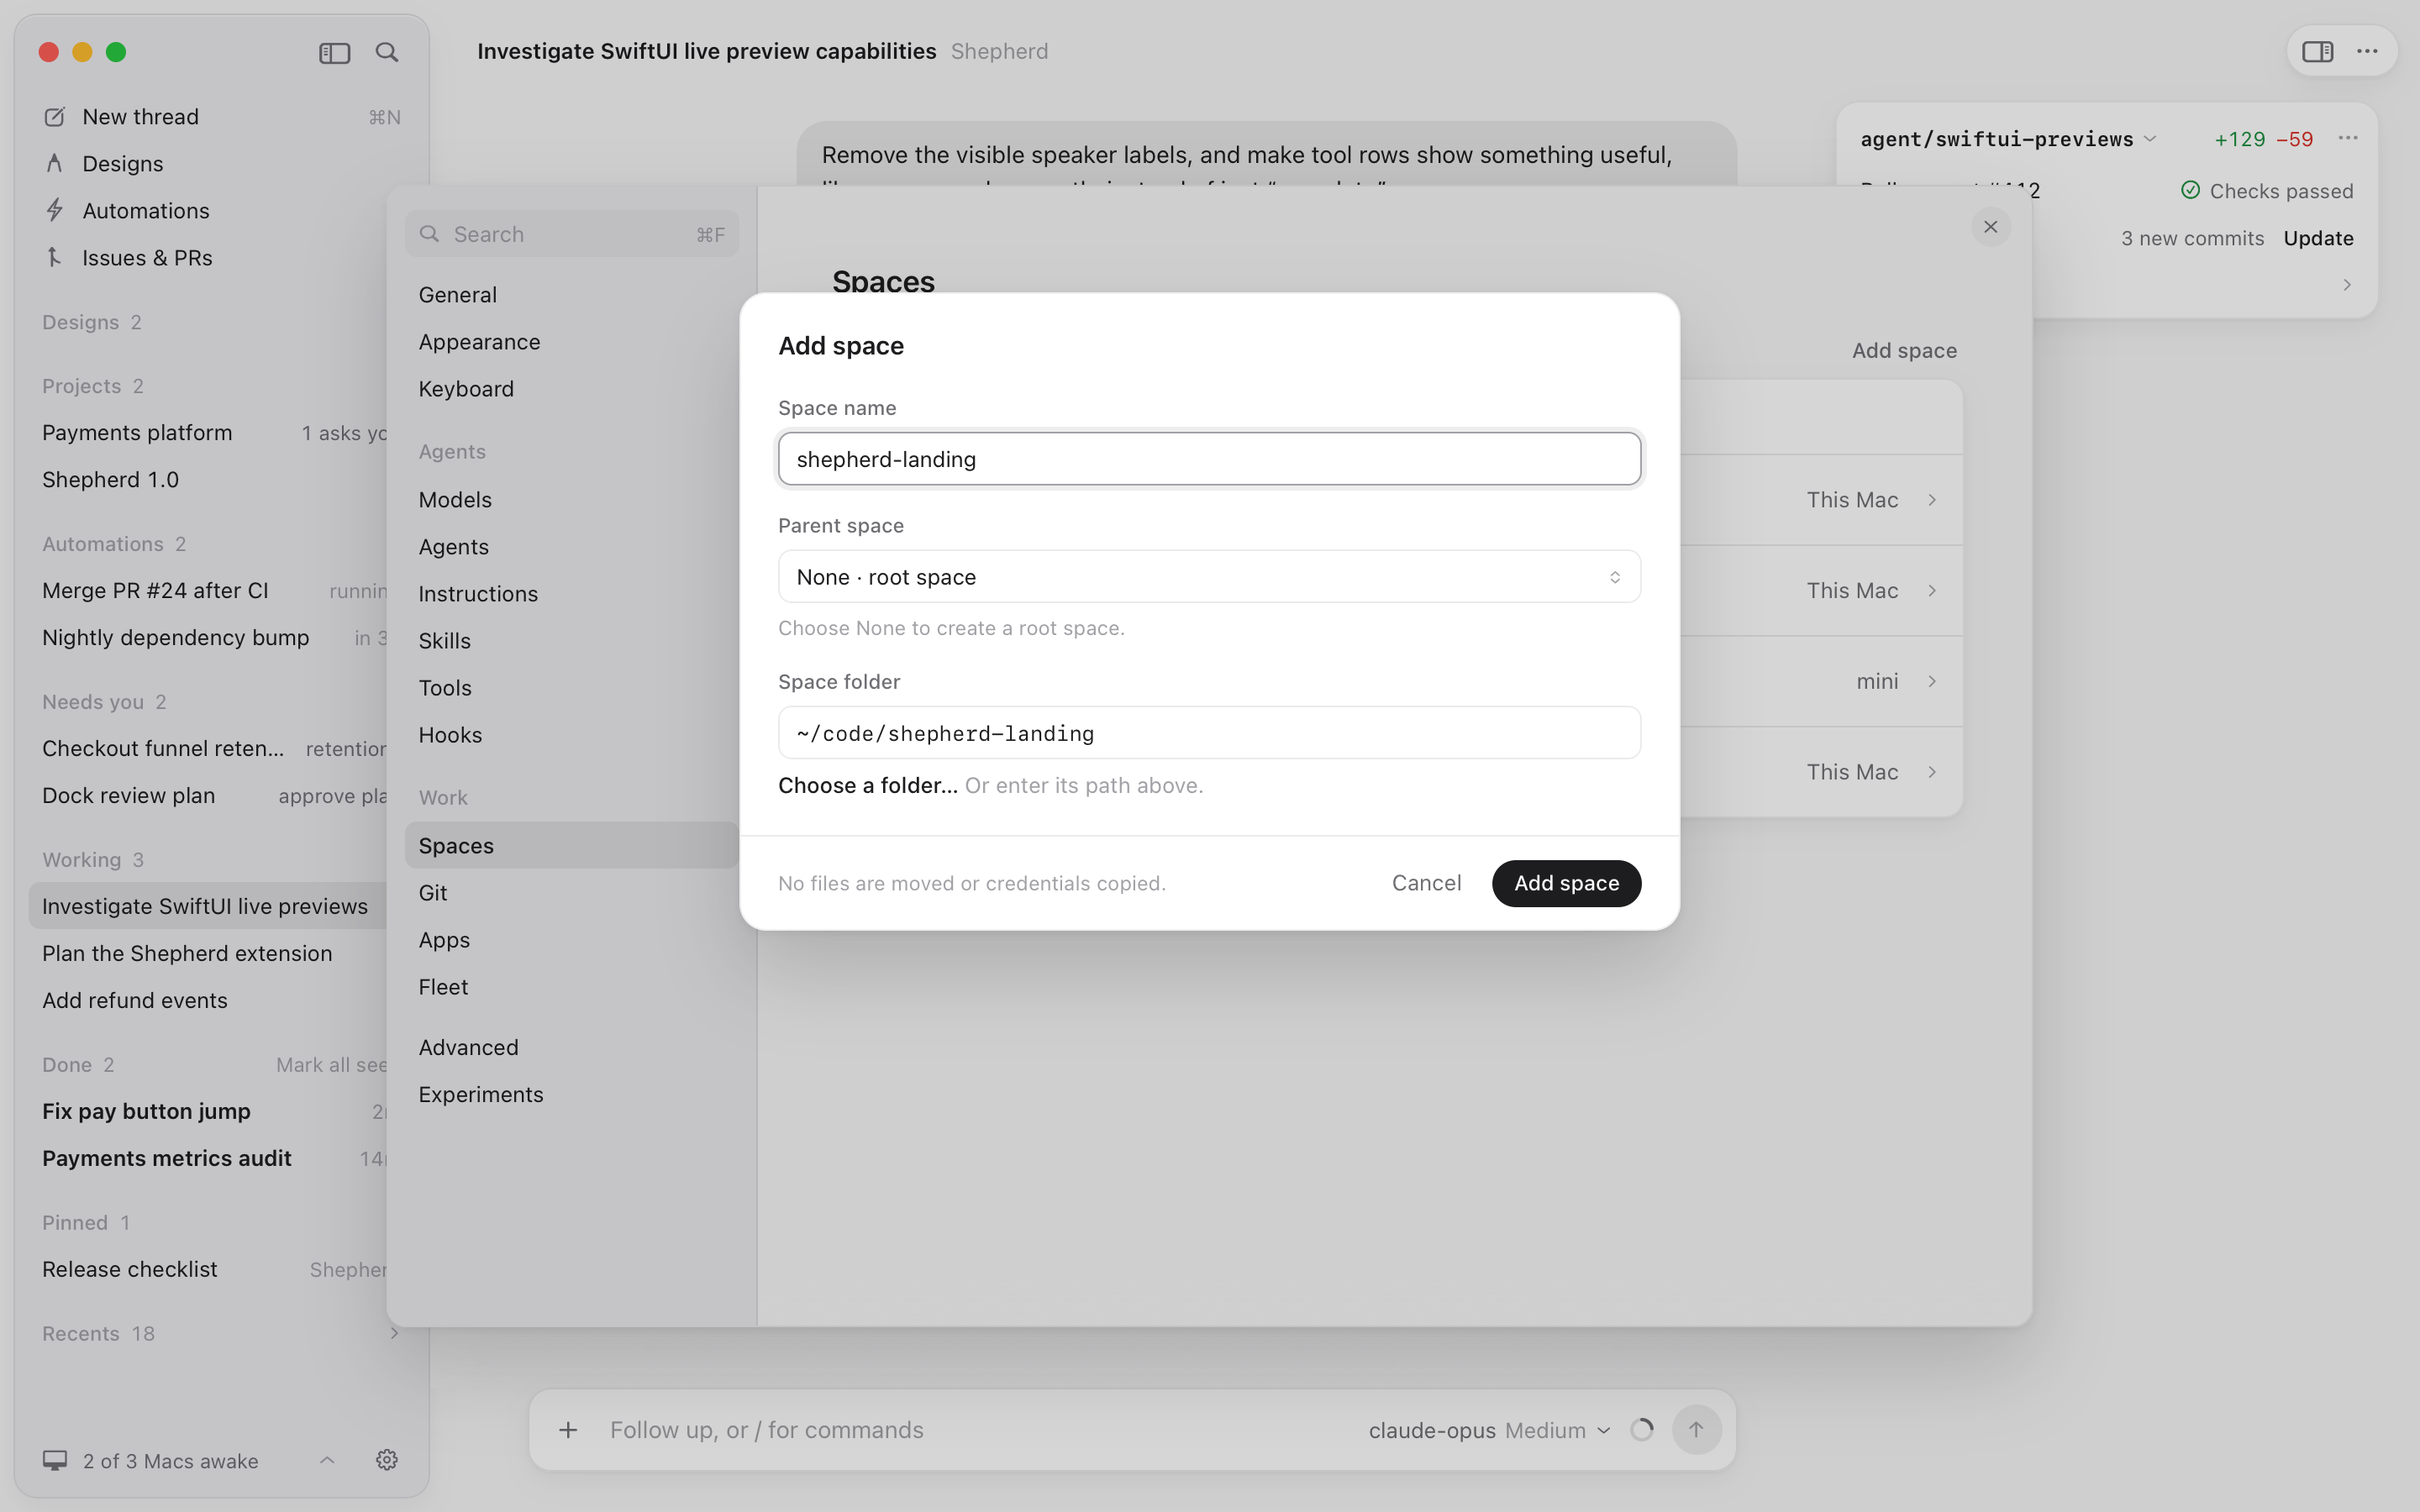 Investigate SwiftUI live preview capabilities Shepherd
New thread ⌘N
Designs
Automations
Issues & PRs
Designs 2
Projects 2
Payments platform 1 asks
Shepherd 1.0
Automations 2
Merge PR #24 after CI
Nightly dependency bump in
Needs you 2
Checkout funnel reten...
Dock review plan approve
Working 3
Investigate SwiftUI live previews
Plan the Shepherd extension
Add refund events
Done 2 Mark all
Fix pay button jump
Payments metrics audit
Pinned 1
Release checklist
Recents 18
2 of 3 Macs awake
Remove the visible speaker labels, and make tool rows show something useful,
agent/swiftui-previews +129 −59
Checks passed
3 new commits Update
Search ⌘F
General
Appearance
Keyboard
Agents
Models
Agents
Instructions
Skills
Tools
Hooks
Work
Spaces
Git
Apps
Fleet
Advanced
Experiments
Spaces
Add space
This Mac
This Mac
mini
This Mac
Add space
Space name
shepherd-landing
Parent space
None · root space
Choose None to create a root space.
Space folder
~/code/shepherd-landing
Choose a folder... Or enter its path above.
No files are moved or credentials copied. Cancel Add space
Follow up, or / for commands claude-opus Medium